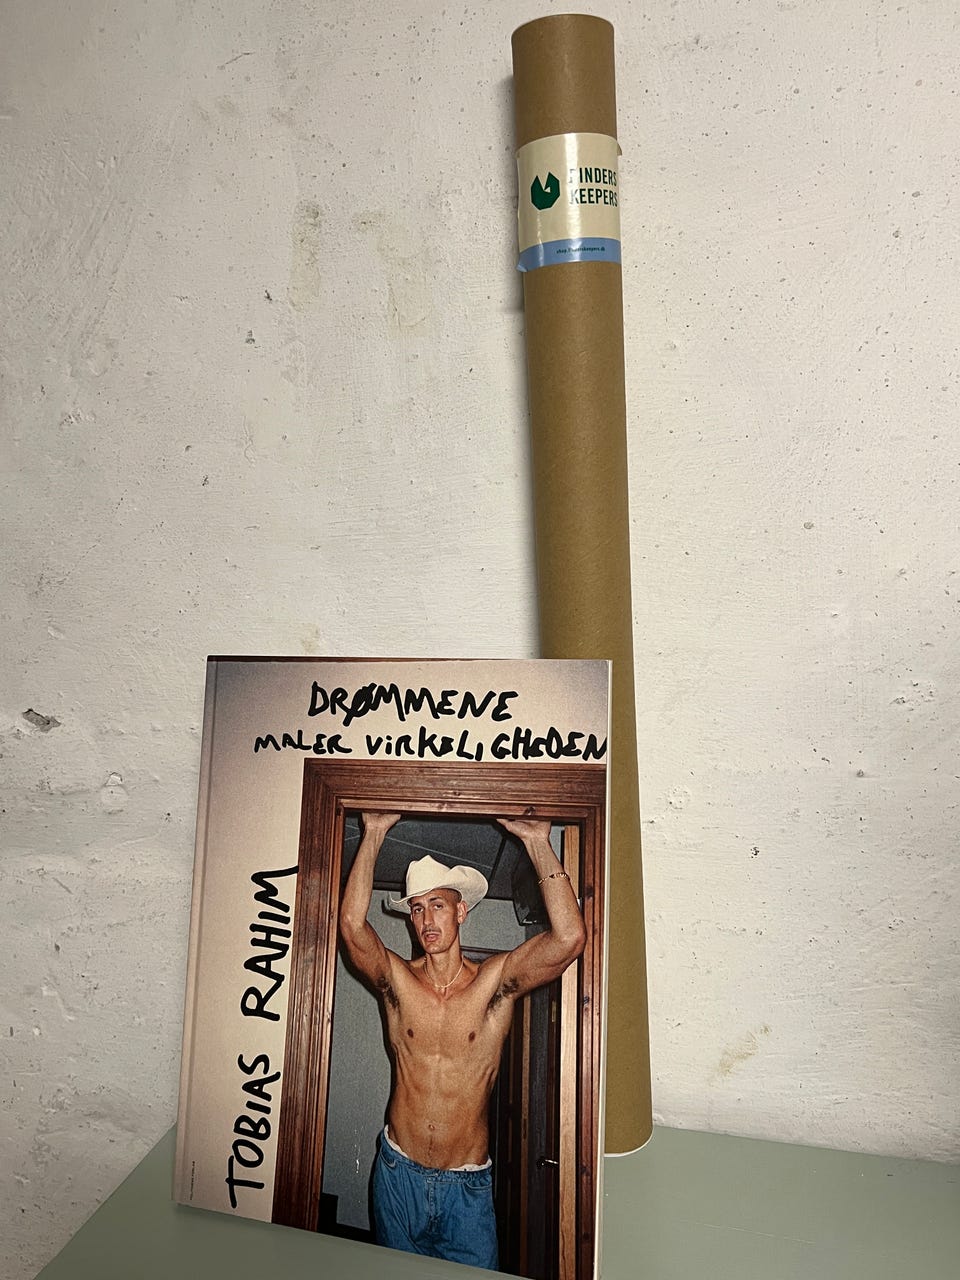 FINDERS
KEEPERS
DRØMMENE
MALER VIRKELIGHEDEN
TOBIAS RAHIM